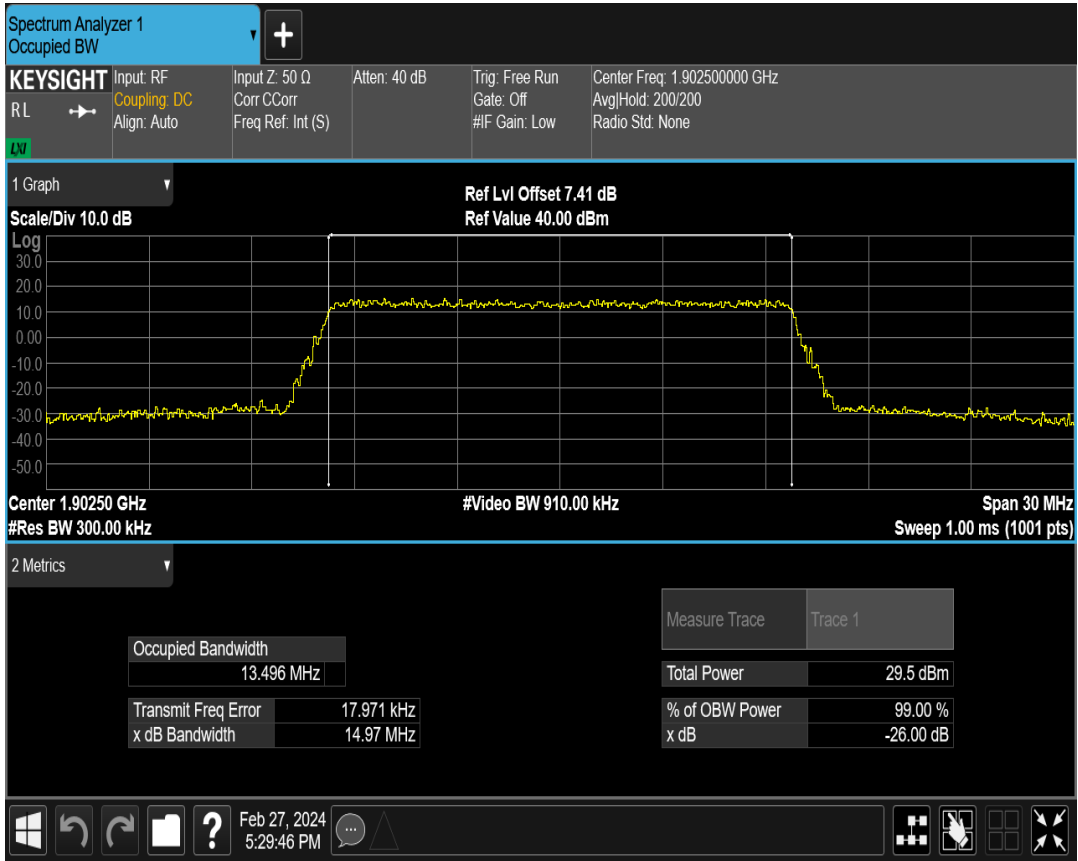 Spectrum Analyzer 1
Occupied BW
KEYSIGHT
R L
LXI
Input: RF
Coupling: DC
Align: Auto
Input Z: 50 Ω
Corr CCorr
Freq Ref: Int (S)
Atten: 40 dB
Trig: Free Run
Gate: Off
#IF Gain: Low
Center Freq: 1.902500000 GHz
Avg|Hold: 200/200
Radio Std: None
1 Graph
Scale/Div 10.0 dB
Ref Lvl Offset 7.41 dB
Ref Value 40.00 dBm
Log
30.0
20.0
10.0
0.00
-10.0
-20.0
-30.0
-40.0
-50.0
Center 1.90250 GHz
#Video BW 910.00 kHz
Span 30 MHz
#Res BW 300.00 kHz
Sweep 1.00 ms (1001 pts)
2 Metrics
Measure Trace Trace 1
Occupied Bandwidth
13.496 MHz
Total Power 29.5 dBm
Transmit Freq Error 17.971 kHz
% of OBW Power 99.00 %
x dB Bandwidth 14.97 MHz
x dB -26.00 dB
?
Feb 27, 2024
5:29:46 PM